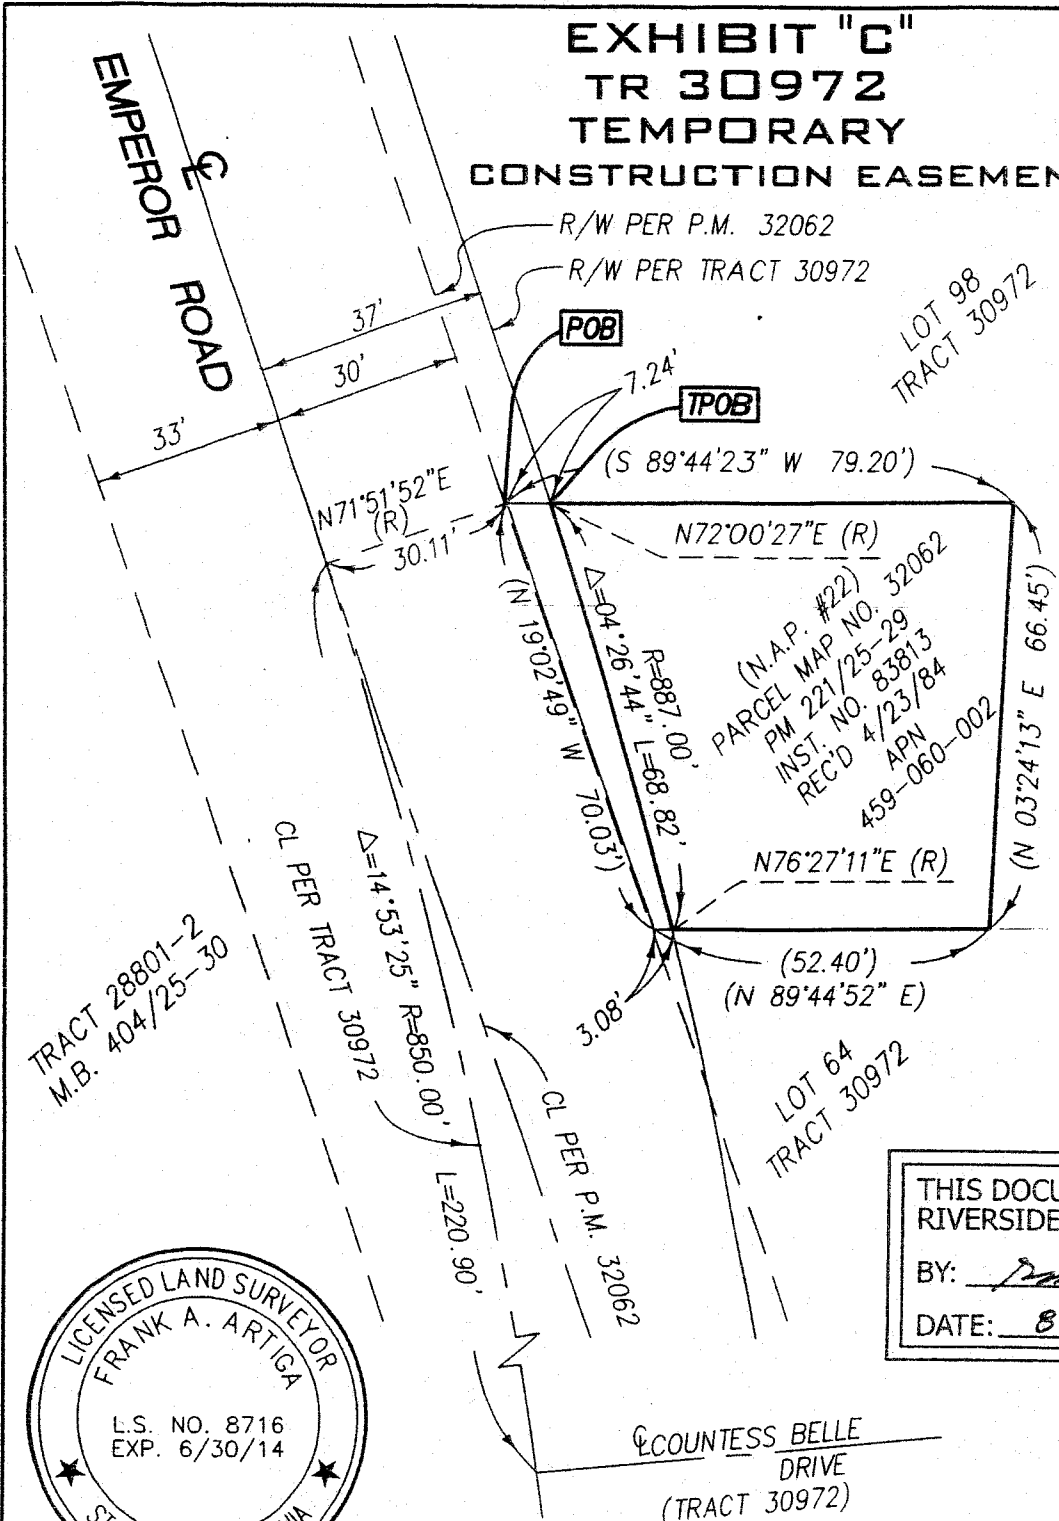 EXHIBIT "C"
TR 30972
TEMPORARY
CONSTRUCTION EASEMEN
EMPEROR ROAD
℄
R/W PER P.M. 32062
R/W PER TRACT 30972
37'
30'
33'
POB
7.24'
TPOB
LOT 98
TRACT 30972
(S 89°44'23" W 79.20')
N71°51'52"E
(R)
30.11'
N72°00'27"E (R)
(N 19°02'49" W 70.03')
Δ=04°26'44" L=68.82'
R=887.00'
(N.A.P. #22)
PARCEL MAP NO. 32062
PM 221/25-29
INST. NO. 83813
REC'D 4/23/84
APN
459-060-002
(N 03°24'13" E 66.45')
N76°27'11"E (R)
(52.40')
(N 89°44'52" E)
3.08'
CL PER TRACT 30972
Δ=14°53'25" R=850.00' L=220.90'
CL PER P.M. 32062
TRACT 28801-2
M.B. 404/25-30
LOT 64
TRACT 30972
THIS DOCU
RIVERSIDE
BY:
DATE: 8
LICENSED LAND SURVEYOR
FRANK A. ARTIGA
L.S. NO. 8716
EXP. 6/30/14
℄ COUNTESS BELLE
DRIVE
(TRACT 30972)